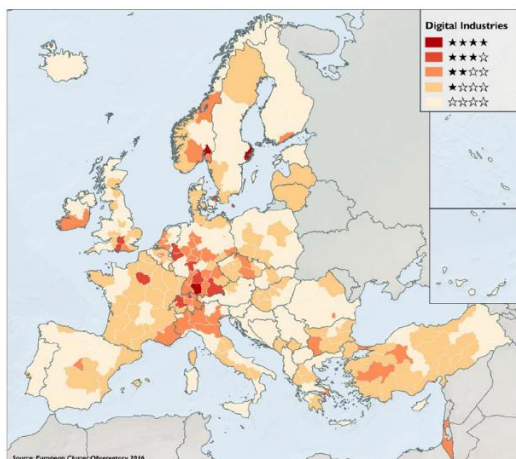 Digital Industries
★★★★
★★★☆
★★☆☆
★☆☆☆
☆☆☆☆
Source: European Cluster Observatory 2016